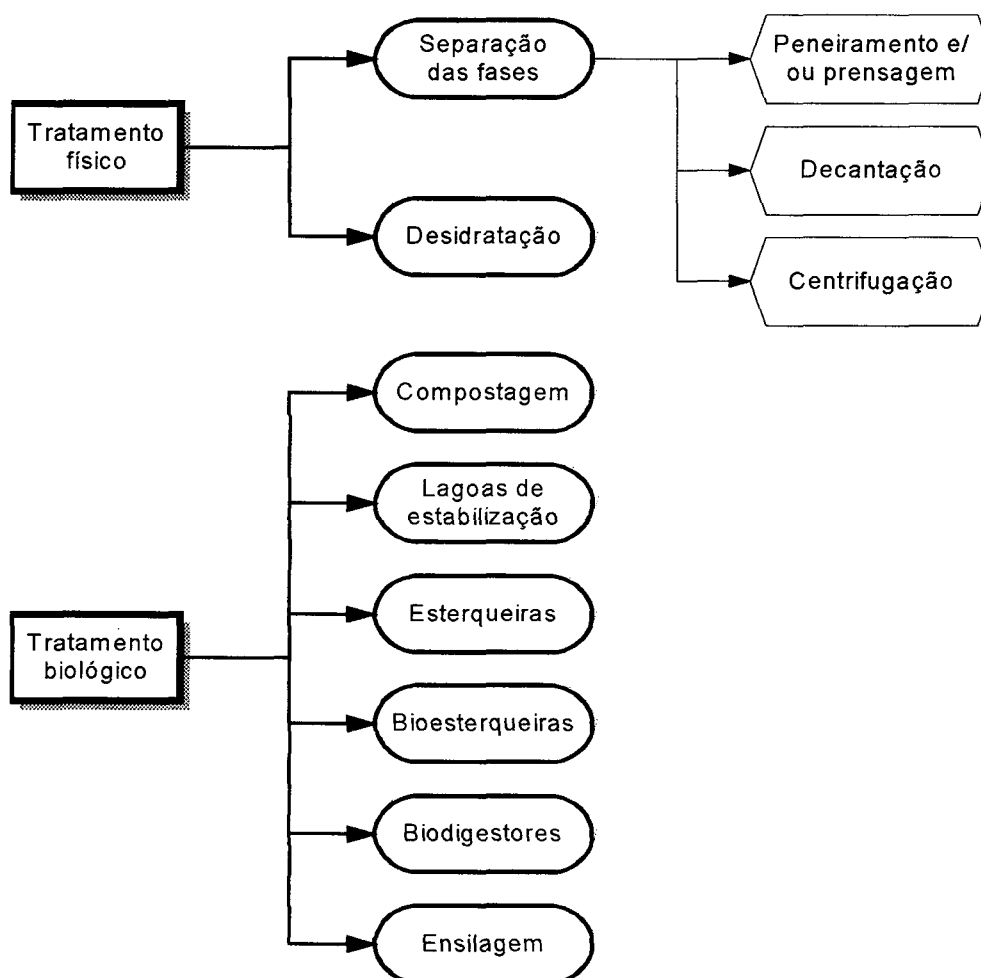 Tratamento
físico
Separação
das fases
Desidratação
Peneiramento e/
ou prensagem
Decantação
Centrifugação
Tratamento
biológico
Compostagem
Lagoas de
estabilização
Esterqueiras
Bioesterqueiras
Biodigestores
Ensilagem